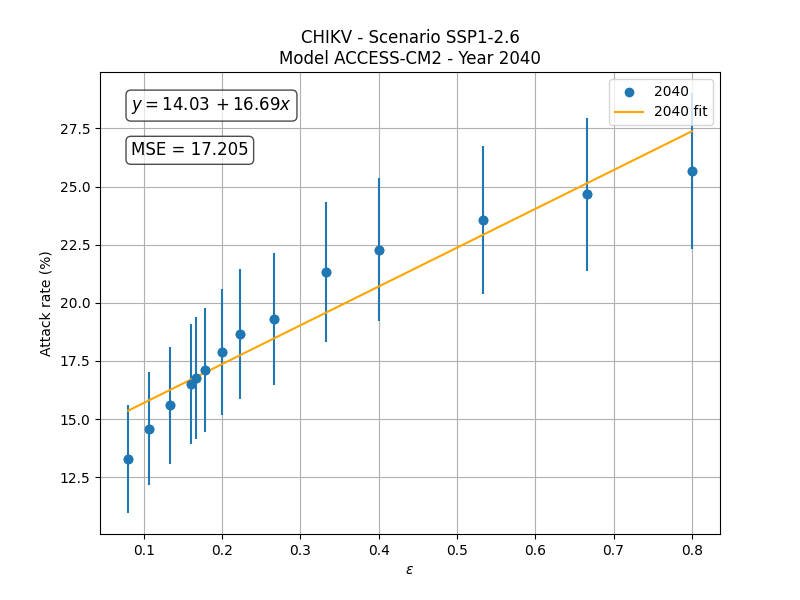 CHIKV - Scenario SSP1-2.6
Model ACCESS-CM2 - Year 2040
y = 14.03 + 16.69x
MSE = 17.205
2040
2040 fit
27.5
25.0
22.5
20.0
17.5
15.0
12.5
Attack rate (%)
0.1 0.2 0.3 0.4 0.5 0.6 0.7 0.8
ε